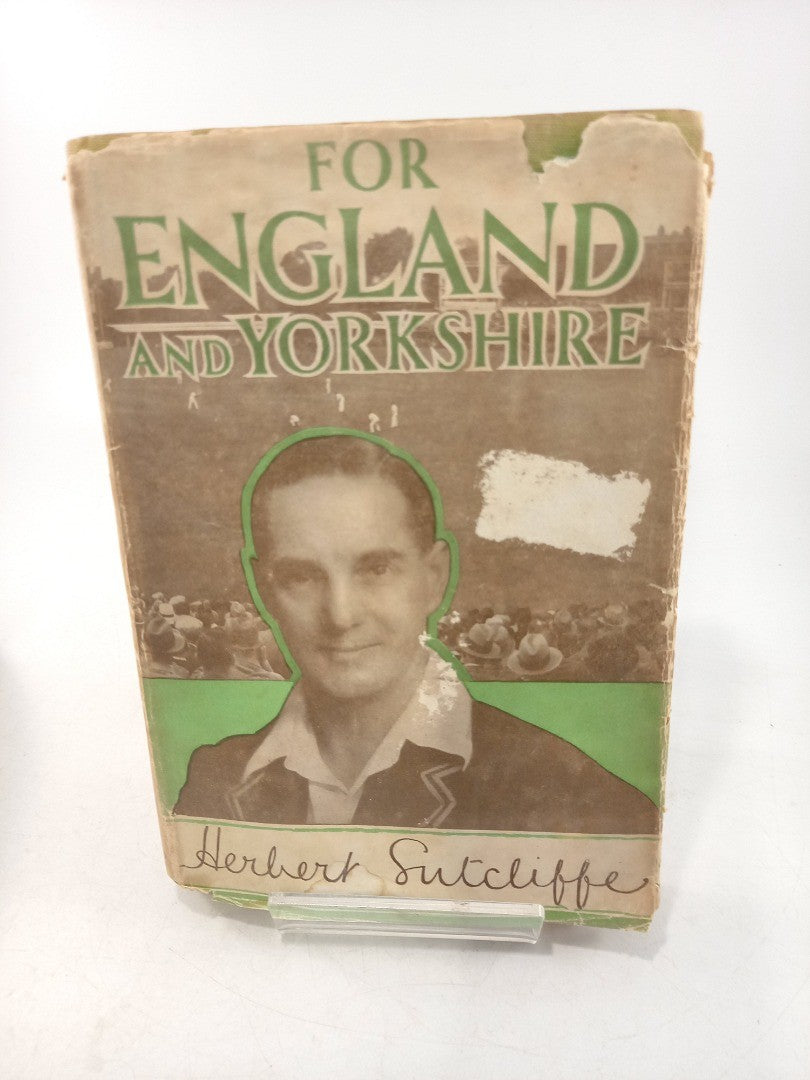 FOR
ENGLAND
AND YORKSHIRE
Herbert Sutcliffe